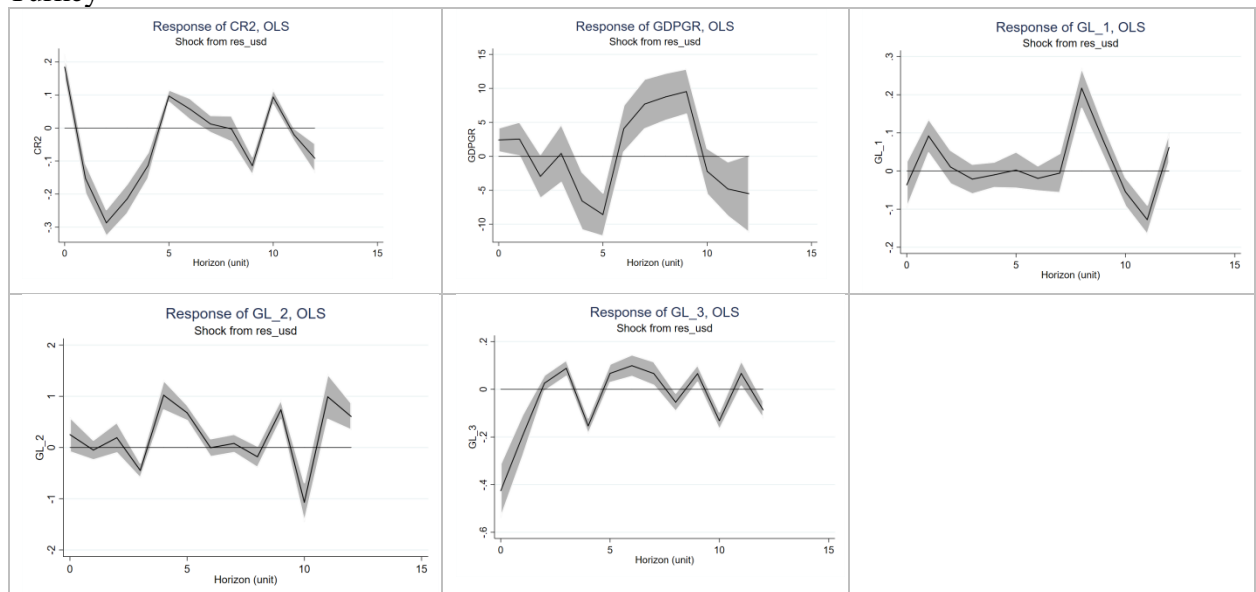 Turkey
Response of CR2, OLS
Shock from res_usd
CR2
.2
.1
0
-.1
-.2
-.3
0 5 10 15
Horizon (unit)
Response of GDPGR, OLS
Shock from res_usd
GDPGR
15
10
5
0
-5
-10
0 5 10 15
Horizon (unit)
Response of GL_1, OLS
Shock from res_usd
GL_1
.3
.2
.1
0
-.1
-.2
0 5 10 15
Horizon (unit)
Response of GL_2, OLS
Shock from res_usd
GL_2
2
1
0
-1
-2
0 5 10 15
Horizon (unit)
Response of GL_3, OLS
Shock from res_usd
GL_3
.2
0
-.2
-.4
-.6
0 5 10 15
Horizon (unit)